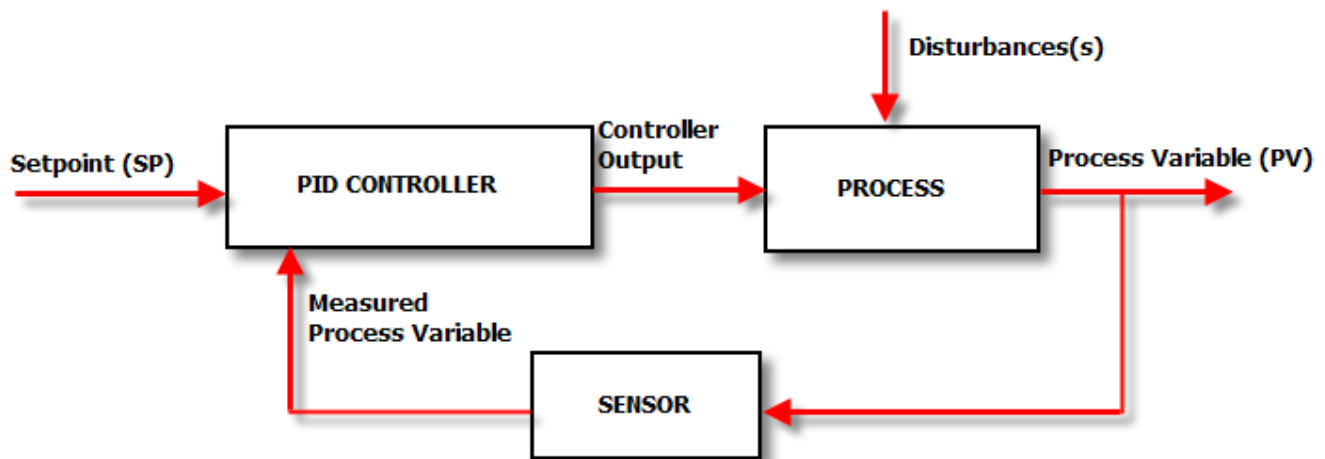 Disturbances(s)
Setpoint (SP)
PID CONTROLLER
Controller
Output
PROCESS
Process Variable (PV)
Measured
Process Variable
SENSOR